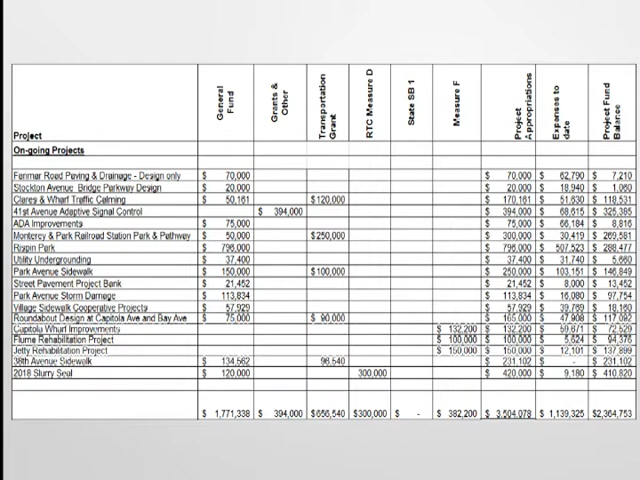 Project General Fund Grants & Other Transportation Grant RTC Measure D State SB 1 Measure F Project Appropriations Expenses to date Project Fund Balance
On-going Projects
Fanmar Road Paving & Drainage - Design only $ 70,000 $ 70,000 $ 62,790 $ 7,210
Stockton Avenue Bridge Parkway Design $ 20,000 $ 20,000 $ 18,940 $ 1,060
Clares & Wharf Traffic Calming $ 50,161 $120,000 $ 170,161 $ 51,630 $ 118,531
41st Avenue Adaptive Signal Control $ 394,000 $ 394,000 $ 68,615 $ 325,385
ADA Improvements $ 75,000 $ 75,000 $ 66,184 $ 8,816
Monterey & Park Railroad Station Park & Pathway $ 50,000 $250,000 $ 300,000 $ 30,419 $ 269,581
Rispin Park $ 796,000 $ 796,000 $ 507,523 $ 288,477
Utility Undergrounding $ 37,400 $ 37,400 $ 31,740 $ 5,660
Park Avenue Sidewalk $ 150,000 $100,000 $ 250,000 $ 103,151 $ 146,849
Street Pavement Project Bank $ 21,452 $ 21,452 $ 8,000 $ 13,452
Park Avenue Storm Damage $ 113,834 $ 113,834 $ 16,080 $ 97,754
Village Sidewalk Cooperative Projects $ 57,929 $ 57,929 $ 39,769 $ 18,160
Roundabout Design at Capitola Ave and Bay Ave $ 75,000 $ 90,000 $ 165,000 $ 47,908 $ 117,092
Capitola Wharf Improvements $ 132,200 $ 132,200 $ 59,671 $ 72,529
Flume Rehabilitation Project $ 100,000 $ 100,000 $ 5,624 $ 94,376
Jetty Rehabilitation Project $ 150,000 $ 150,000 $ 12,101 $ 137,899
38th Avenue Sidewalk $ 134,562 96,540 $ 231,102 $ - $ 231,102
2018 Slurry Seal $ 120,000 300,000 $ 420,000 $ 9,180 $ 410,820
$ 1,771,338 $ 394,000 $656,540 $300,000 $ - $ 382,200 $ 3,504,078 $ 1,139,325 $2,364,753